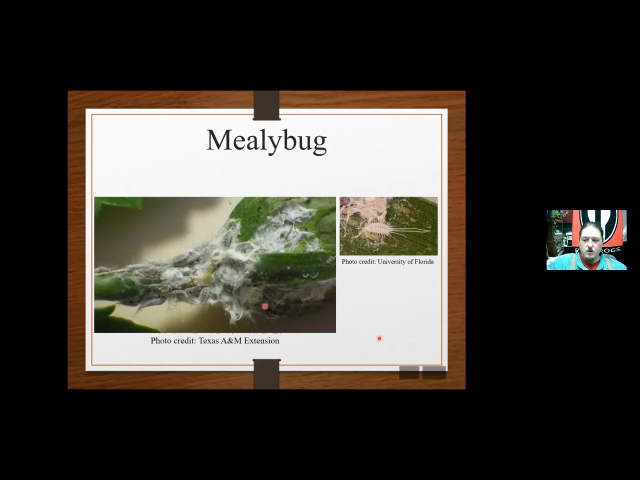 Mealybug
Photo credit: University of Florida
Photo credit: Texas A&M Extension